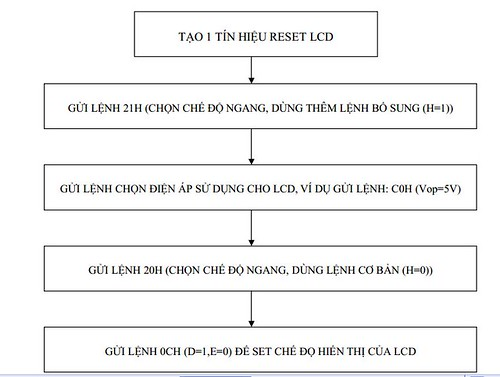 TẠO 1 TÍN HIỆU RESET LCD
GỬI LỆNH 21H (CHỌN CHẾ ĐỘ NGANG, DÙNG THÊM LỆNH BỔ SUNG (H=1))
GỬI LỆNH CHỌN ĐIỆN ÁP SỬ DỤNG CHO LCD, VÍ DỤ GỬI LỆNH: C0H (Vop=5V)
GỬI LỆNH 20H (CHỌN CHẾ ĐỘ NGANG, DÙNG LỆNH CƠ BẢN (H=0))
GỬI LỆNH 0CH (D=1,E=0) ĐỂ SET CHẾ ĐỘ HIỂN THỊ CỦA LCD